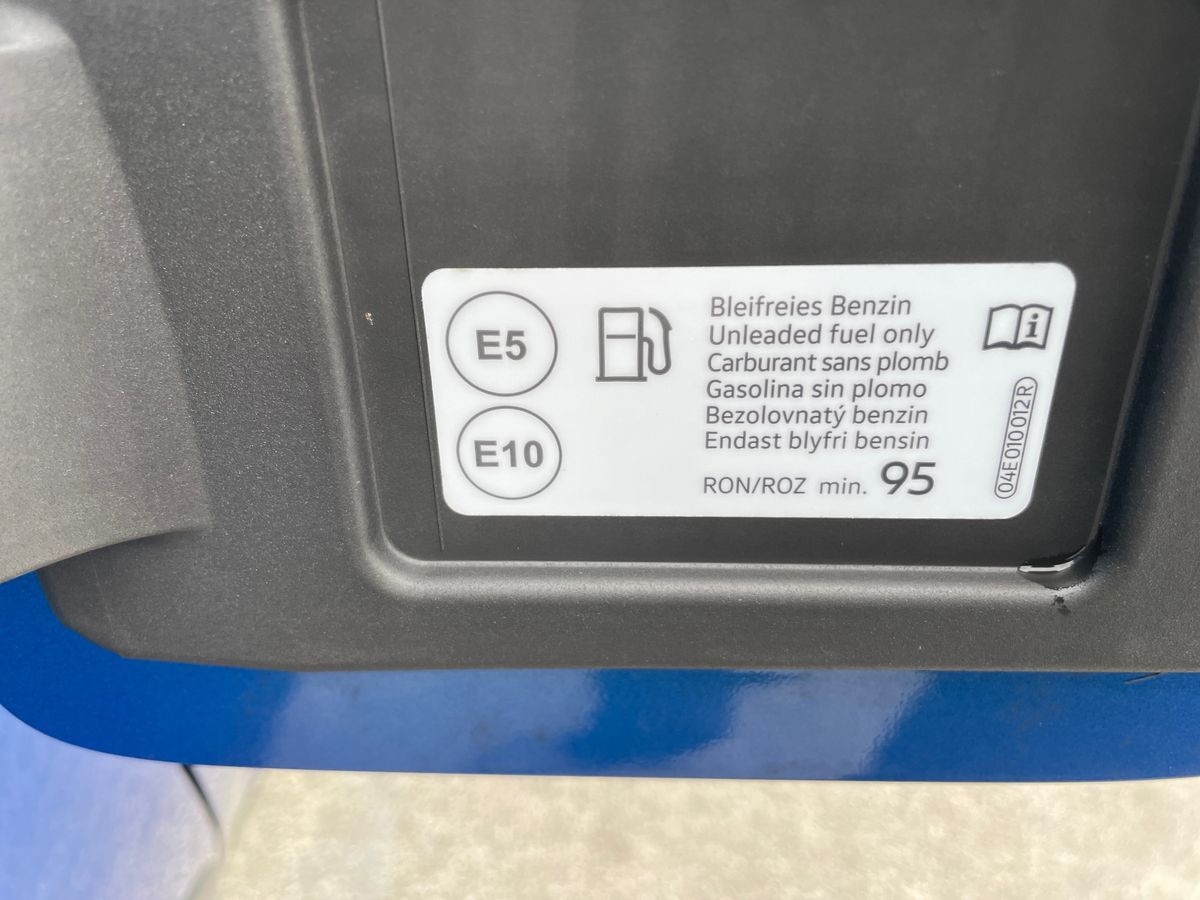 E5
E10
Bleifreies Benzin
Unleaded fuel only
Carburant sans plomb
Gasolina sin plomo
Bezolovnatý benzin
Endast blyfri bensin
RON/ROZ min. 95
i
04E010012R